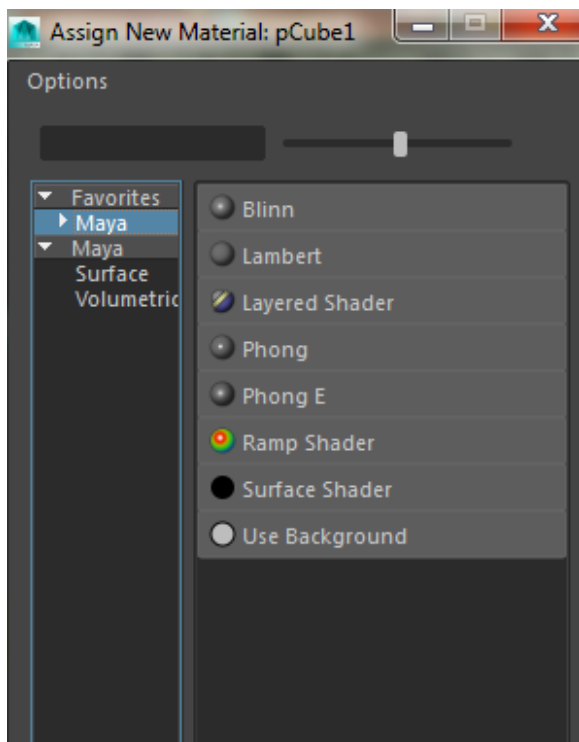 Assign New Material: pCube1
Options
Favorites
Maya
Maya
Surface
Volumetric
Blinn
Lambert
Layered Shader
Phong
Phong E
Ramp Shader
Surface Shader
Use Background